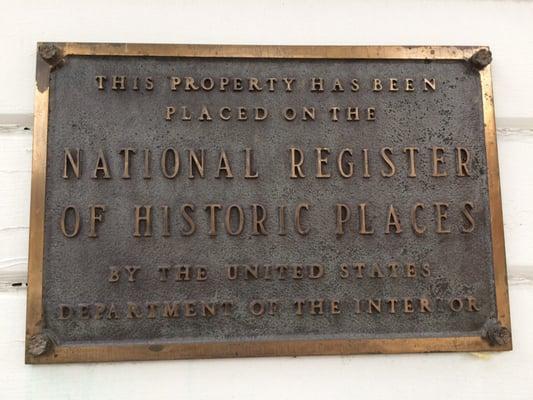 THIS PROPERTY HAS BEEN
PLACED ON THE
NATIONAL REGISTER
OF HISTORIC PLACES
BY THE UNITED STATES
DEPARTMENT OF THE INTERIOR